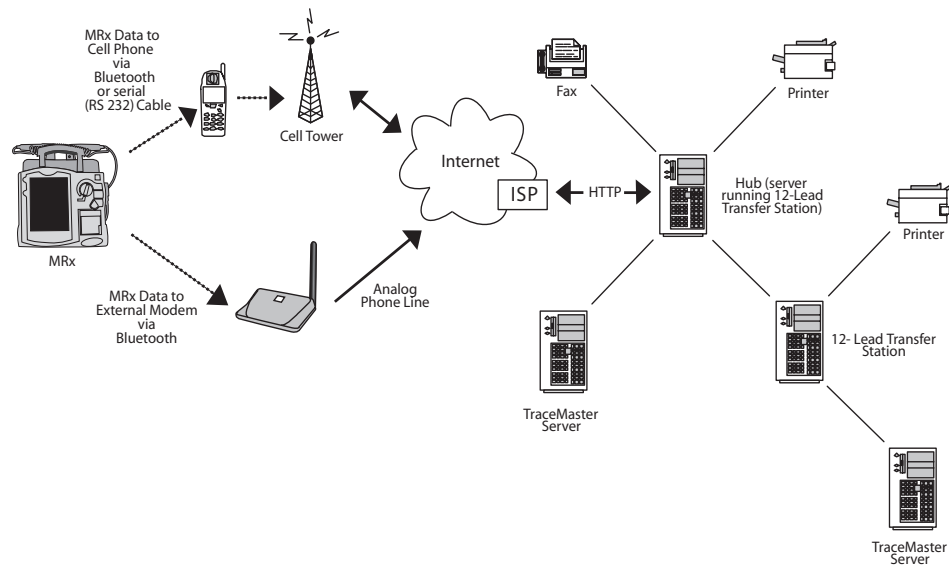 MRx Data to
Cell Phone
via
Bluetooth
or serial
(RS 232) Cable
Cell Tower
Fax
Printer
Internet
ISP
HTTP
Hub (server
running 12-Lead
Transfer Station)
Printer
MRx
MRx Data to
External Modem
via
Bluetooth
Analog
Phone Line
12- Lead Transfer
Station
TraceMaster
Server
TraceMaster
Server